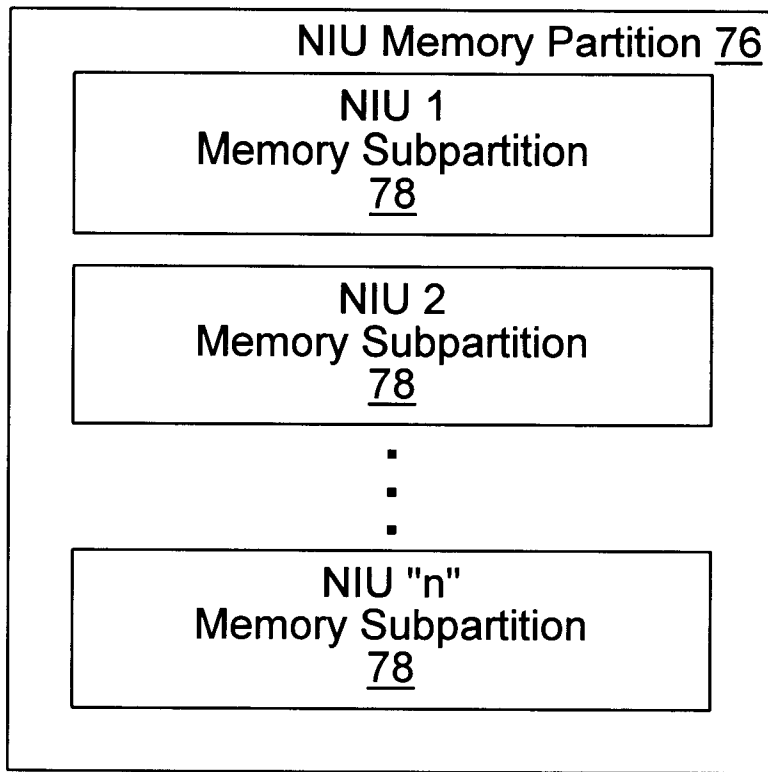 NIU Memory Partition 76
NIU 1
Memory Subpartition
78
NIU 2
Memory Subpartition
78
NIU "n"
Memory Subpartition
78